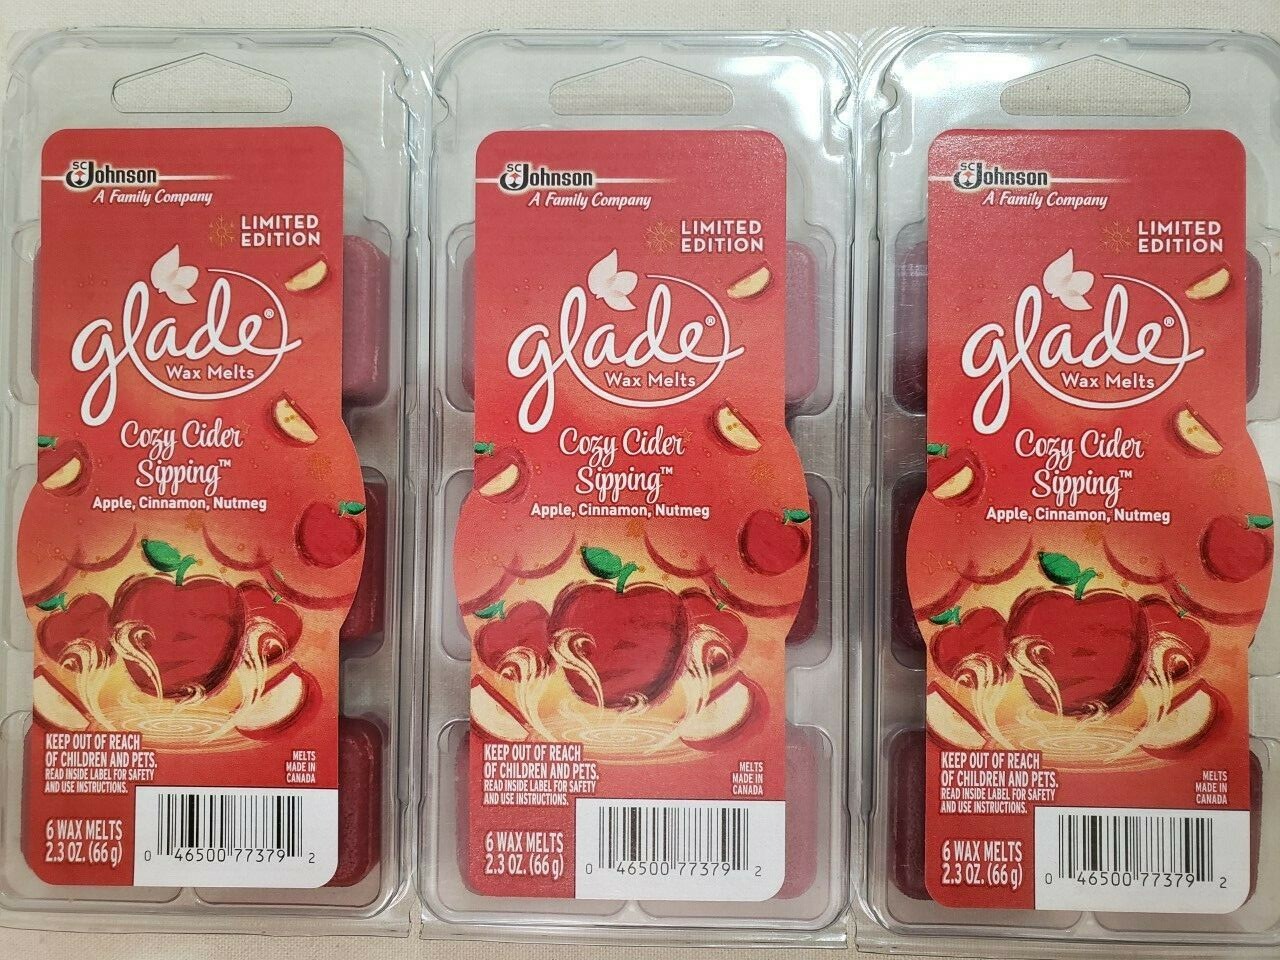 SC Johnson
A Family Company
LIMITED
EDITION
glade®
Wax Melts
Cozy Cider
Sipping™
Apple, Cinnamon, Nutmeg
KEEP OUT OF REACH
OF CHILDREN AND PETS.
READ INSIDE LABEL FOR SAFETY
AND USE INSTRUCTIONS.
MELTS
MADE IN
CANADA
6 WAX MELTS
2.3 OZ. (66 g)
0 46500 77379 2
SC Johnson
A Family Company
LIMITED
EDITION
glade®
Wax Melts
Cozy Cider
Sipping™
Apple, Cinnamon, Nutmeg
KEEP OUT OF REACH
OF CHILDREN AND PETS.
READ INSIDE LABEL FOR SAFETY
AND USE INSTRUCTIONS.
MELTS
MADE IN
CANADA
6 WAX MELTS
2.3 OZ. (66 g)
0 46500 77379 2
SC Johnson
A Family Company
LIMITED
EDITION
glade®
Wax Melts
Cozy Cider
Sipping™
Apple, Cinnamon, Nutmeg
KEEP OUT OF REACH
OF CHILDREN AND PETS.
READ INSIDE LABEL FOR SAFETY
AND USE INSTRUCTIONS.
MELTS
MADE IN
CANADA
6 WAX MELTS
2.3 OZ. (66 g)
0 46500 77379 2